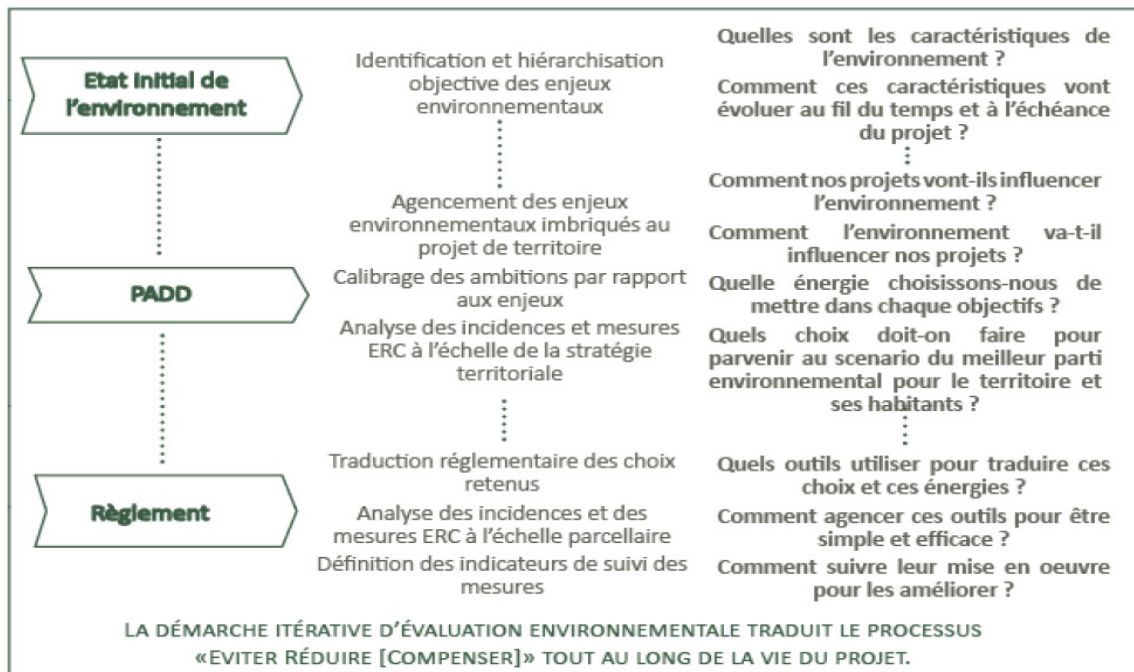 Etat initial de
l'environnement
Identification et hiérarchisation
objective des enjeux
environnementaux
Quelles sont les caractéristiques de
l'environnement ?
Comment ces caractéristiques vont
évoluer au fil du temps et à l'échéance
du projet ?
PADD
Agencement des enjeux
environnementaux imbriqués au
projet de territoire
Calibrage des ambitions par rapport
aux enjeux
Analyse des incidences et mesures
ERC à l'échelle de la stratégie
territoriale
Comment nos projets vont-ils influencer
l'environnement ?
Comment l'environnement va-t-il
influencer nos projets ?
Quelle énergie choisissons-nous de
mettre dans chaque objectifs ?
Quels choix doit-on faire pour
parvenir au scenario du meilleur parti
environnemental pour le territoire et
ses habitants ?
Règlement
Traduction réglementaire des choix
retenus
Analyse des incidences et des
mesures ERC à l'échelle parcellaire
Définition des indicateurs de suivi des
mesures
Quels outils utiliser pour traduire ces
choix et ces énergies ?
Comment agencer ces outils pour être
simple et efficace ?
Comment suivre leur mise en oeuvre
pour les améliorer ?
LA DÉMARCHE ITÉRATIVE D'ÉVALUATION ENVIRONNEMENTALE TRADUIT LE PROCESSUS
«EVITER RÉDUIRE [COMPENSER]» TOUT AU LONG DE LA VIE DU PROJET.